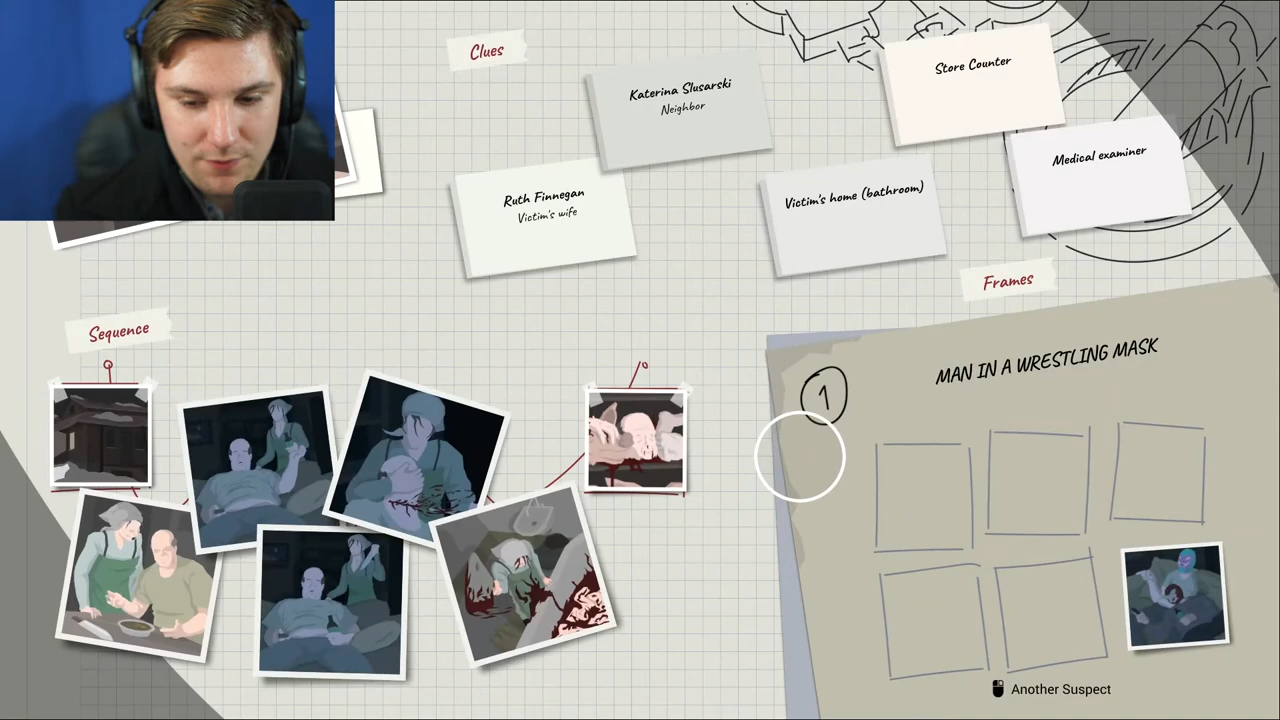 Clues
Katerina Slusarski
Neighbor
Store Counter
Medical examiner
Ruth Finnegan
Victim's wife
Victim's home (bathroom)
Frames
Sequence
MAN IN A WRESTLING MASK
1
Another Suspect